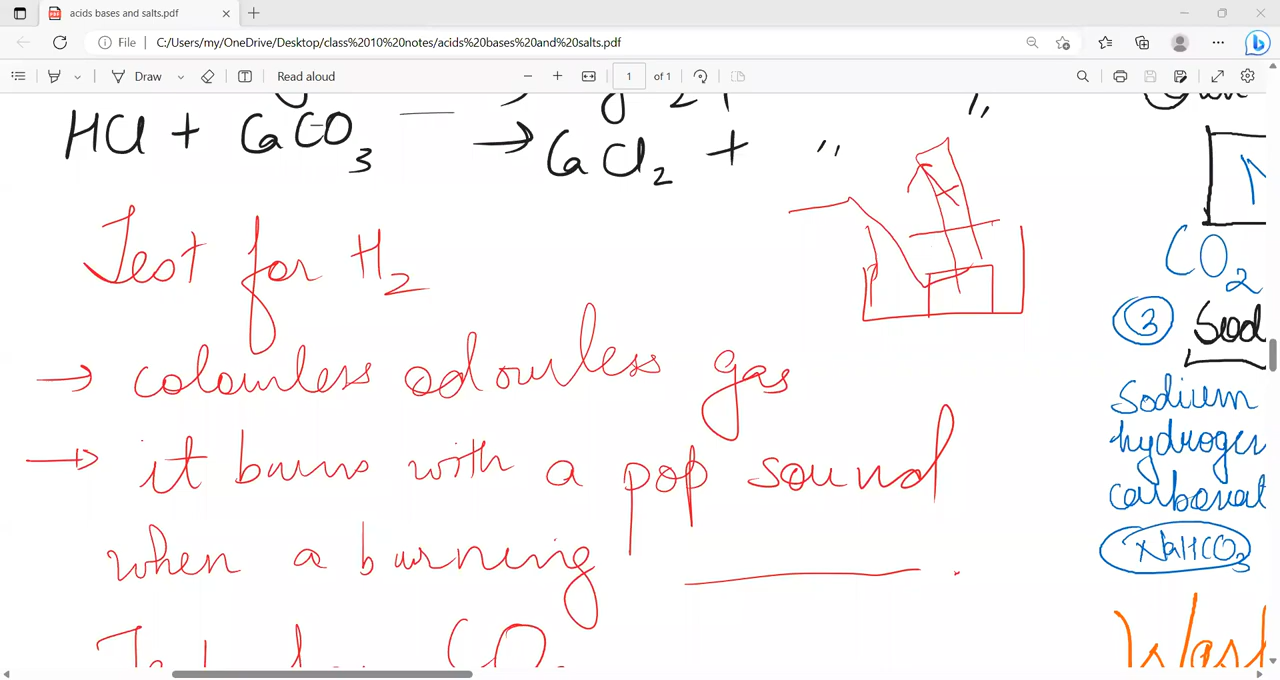 acids bases and salts.pdf
File C:/Users/my/OneDrive/Desktop/class%2010%20notes/acids%20bases%20and%20salts.pdf
Draw Read aloud 1 of 1
HCl + CaCO3 → CaCl2 + ,, ,,
Test for H2
→ colourless odourless gas
→ it burns with a pop sound
when a burning ______ .
CO2
3
Sodium
hydrogen
carbonat
NaHCO3